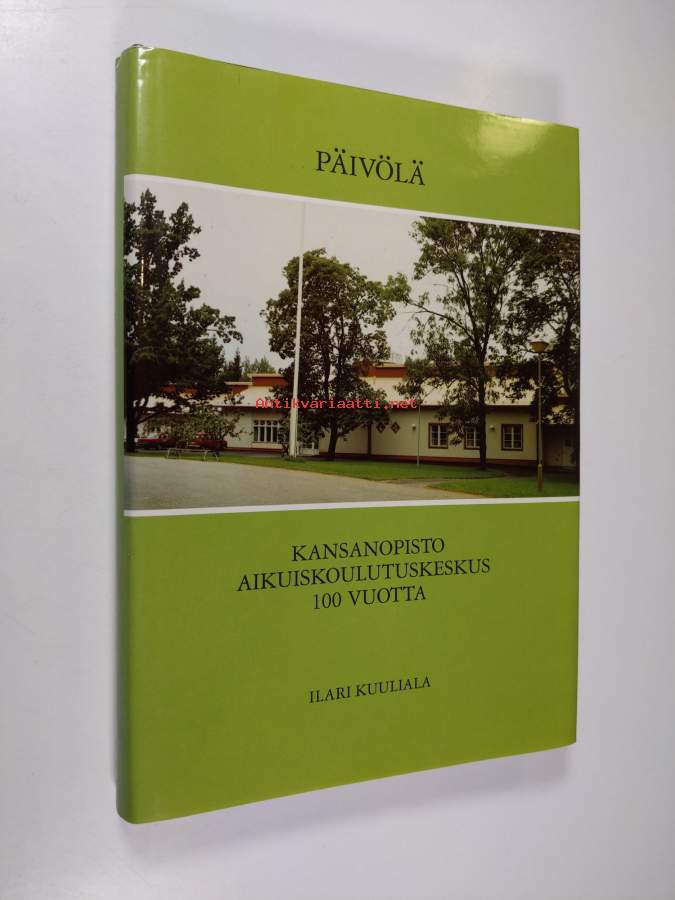 PÄIVÖLÄ
Antikvariaatti.net
KANSANOPISTO
AIKUISKOULUTUSKESKUS
100 VUOTTA
ILARI KUULIALA